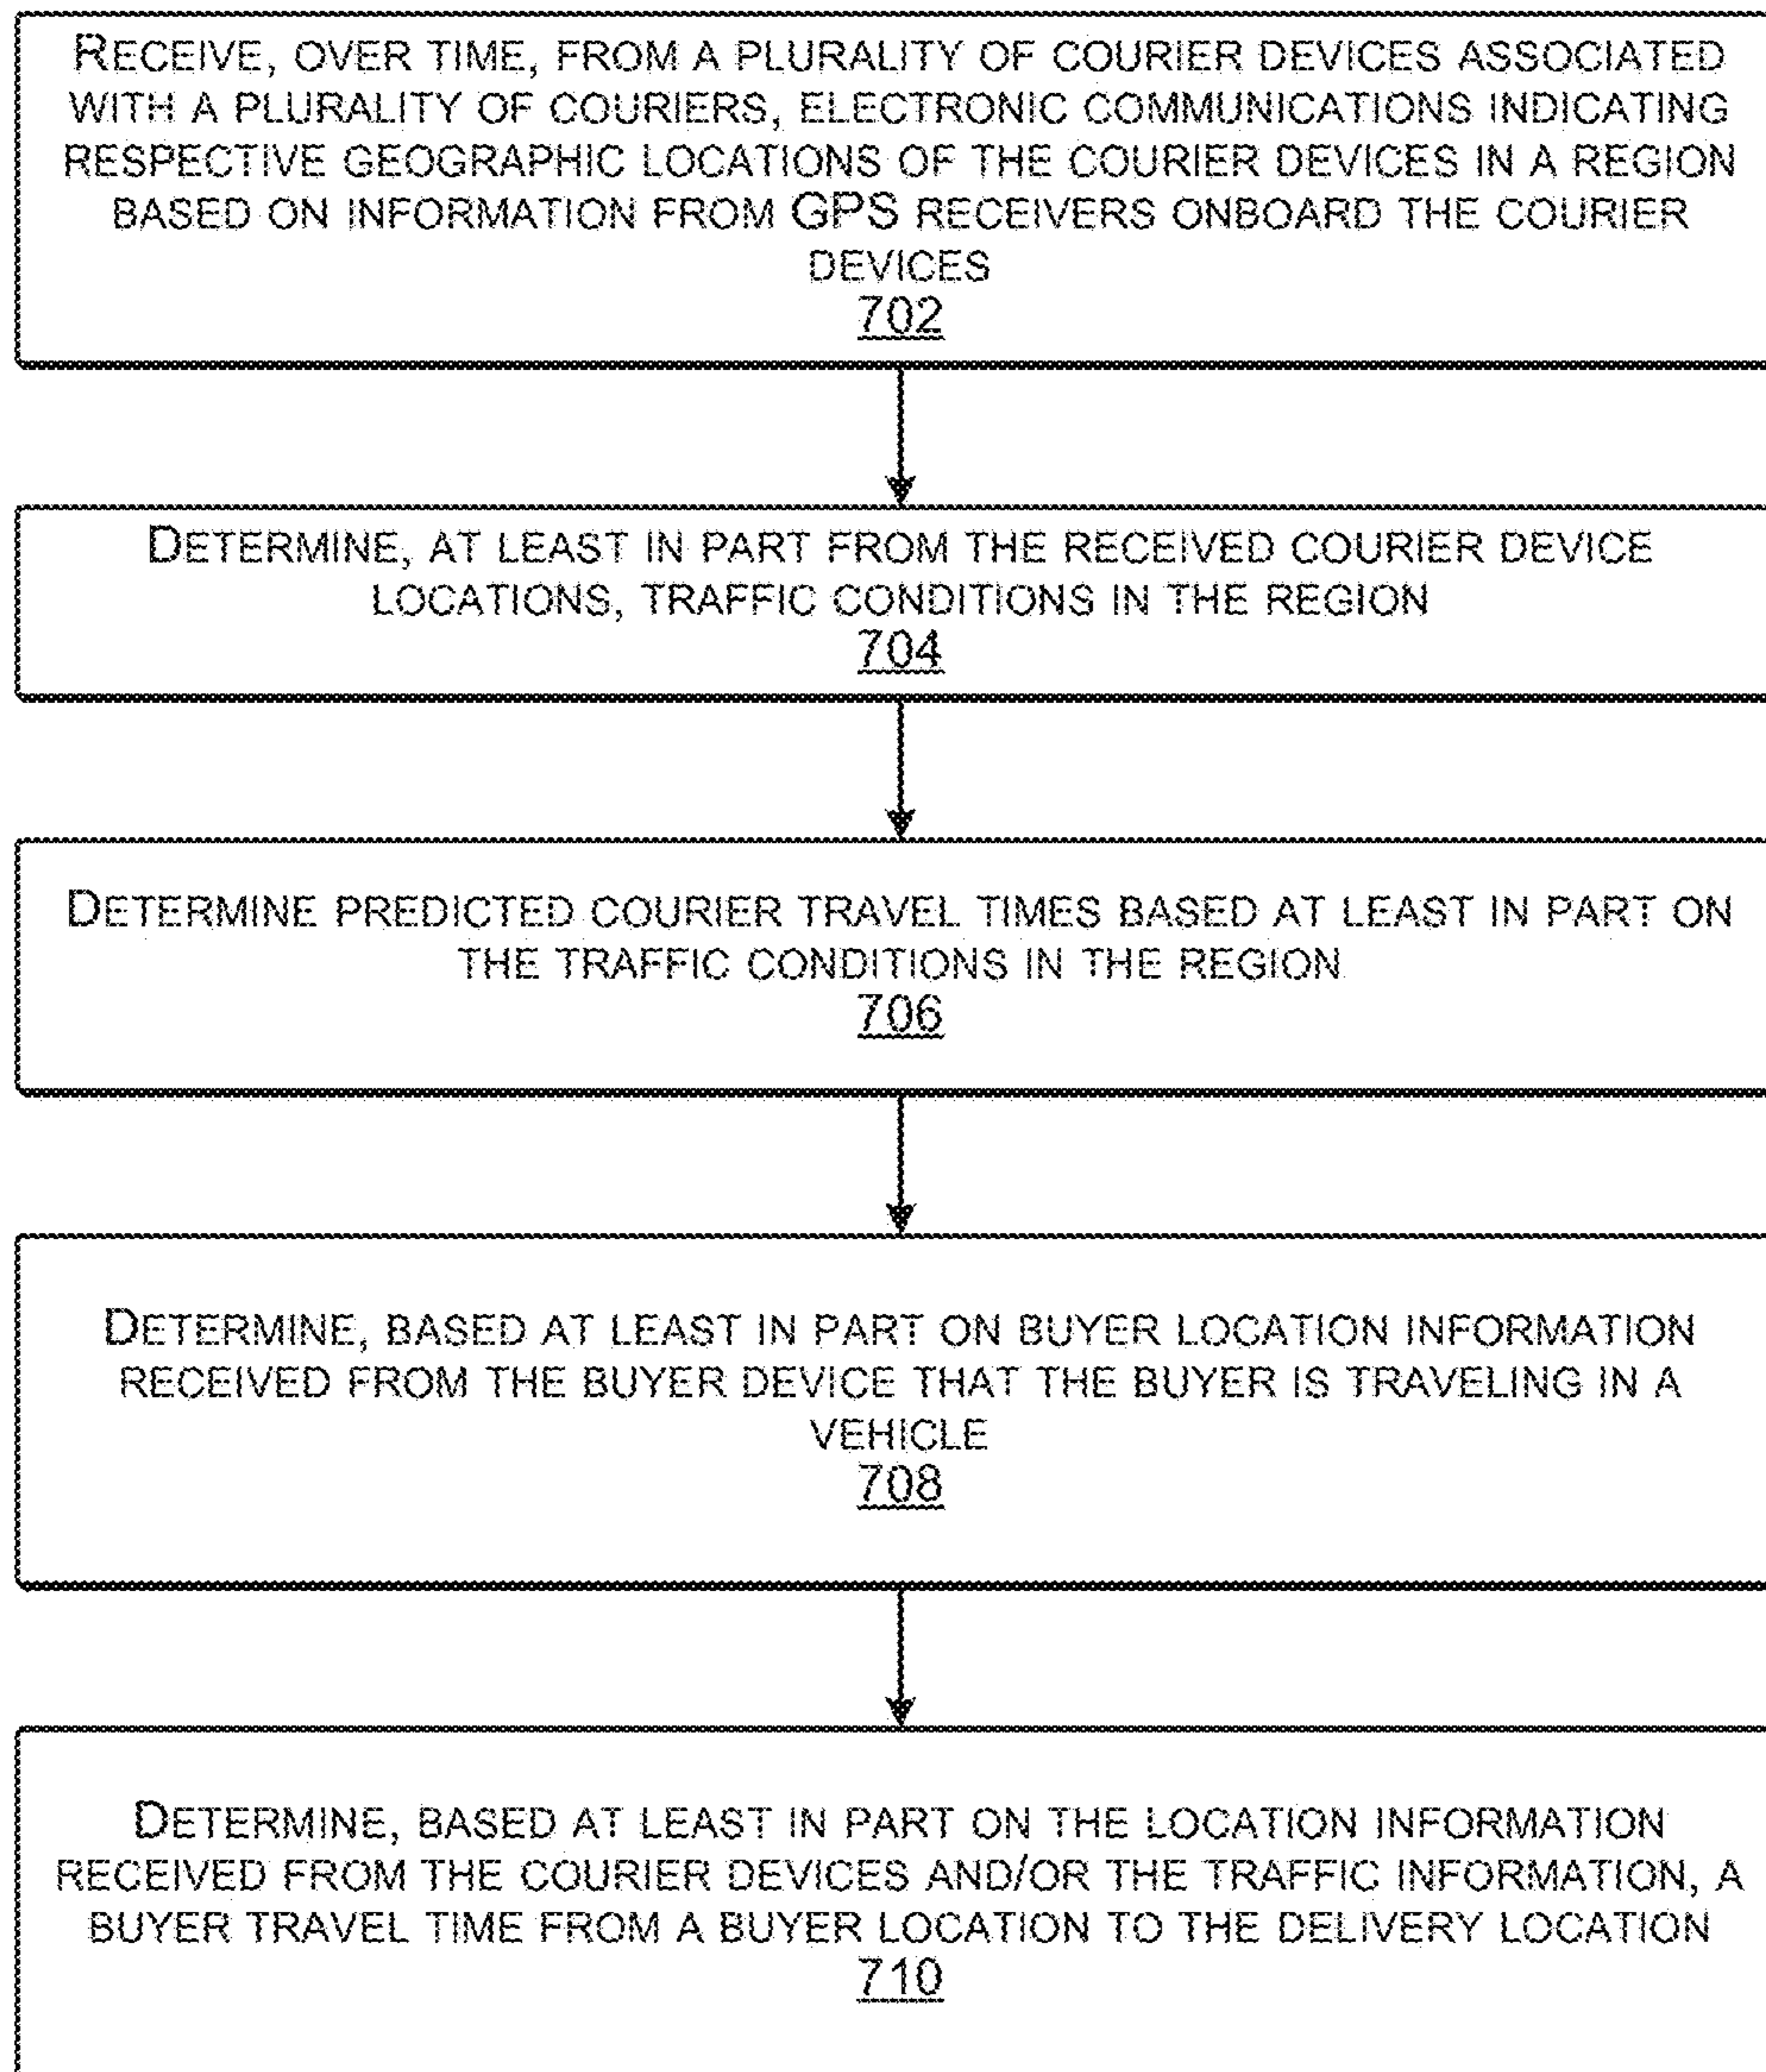 RECEIVE, OVER TIME, FROM A PLURALITY OF COURIER DEVICES ASSOCIATED
WITH A PLURALITY OF COURIERS, ELECTRONIC COMMUNICATIONS INDICATING
RESPECTIVE GEOGRAPHIC LOCATIONS OF THE COURIER DEVICES IN A REGION
BASED ON INFORMATION FROM GPS RECEIVERS ONBOARD THE COURIER
DEVICES
702
DETERMINE, AT LEAST IN PART FROM THE RECEIVED COURIER DEVICE
LOCATIONS, TRAFFIC CONDITIONS IN THE REGION
704
DETERMINE PREDICTED COURIER TRAVEL TIMES BASED AT LEAST IN PART ON
THE TRAFFIC CONDITIONS IN THE REGION
706
DETERMINE, BASED AT LEAST IN PART ON BUYER LOCATION INFORMATION
RECEIVED FROM THE BUYER DEVICE THAT THE BUYER IS TRAVELING IN A
VEHICLE
708
DETERMINE, BASED AT LEAST IN PART ON THE LOCATION INFORMATION
RECEIVED FROM THE COURIER DEVICES AND/OR THE TRAFFIC INFORMATION, A
BUYER TRAVEL TIME FROM A BUYER LOCATION TO THE DELIVERY LOCATION
710